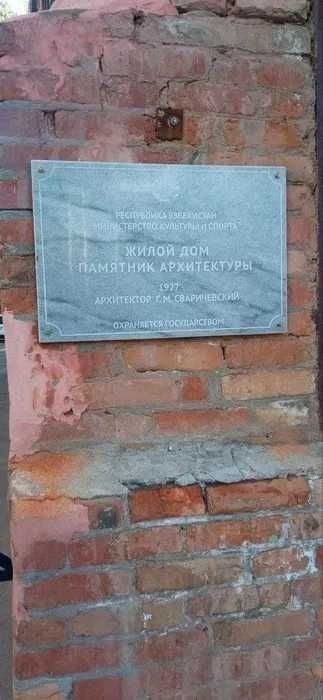 РЕСПУБЛИКА УЗБЕКИСТАН
МИНИСТЕРСТВО КУЛЬТУРЫ И СПОРТА
ЖИЛОЙ ДОМ
ПАМЯТНИК АРХИТЕКТУРЫ
1927
АРХИТЕКТОР Г. М. СВАРИЧЕВСКИЙ
ОХРАНЯЕТСЯ ГОСУДАРСТВОМ